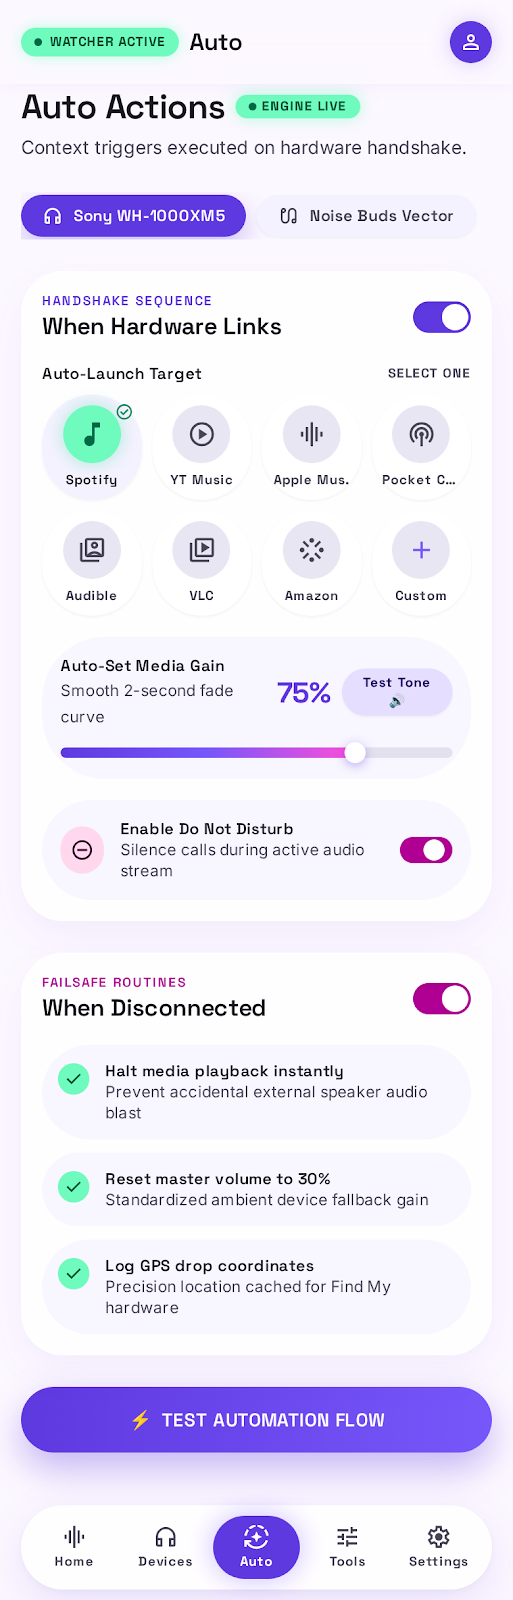 WATCHER ACTIVE
Auto
Auto Actions
ENGINE LIVE
Context triggers executed on hardware handshake.
Sony WH-1000XM5
Noise Buds Vector
HANDSHAKE SEQUENCE
When Hardware Links
Auto-Launch Target
SELECT ONE
Spotify
YT Music
Apple Mus.
Pocket C...
Audible
VLC
Amazon
Custom
Auto-Set Media Gain
Smooth 2-second fade
curve
75%
Test Tone
🔊
Enable Do Not Disturb
Silence calls during active audio
stream
FAILSAFE ROUTINES
When Disconnected
Halt media playback instantly
Prevent accidental external speaker audio
blast
Reset master volume to 30%
Standardized ambient device fallback gain
Log GPS drop coordinates
Precision location cached for Find My
hardware
⚡ TEST AUTOMATION FLOW
Home
Devices
Auto
Tools
Settings